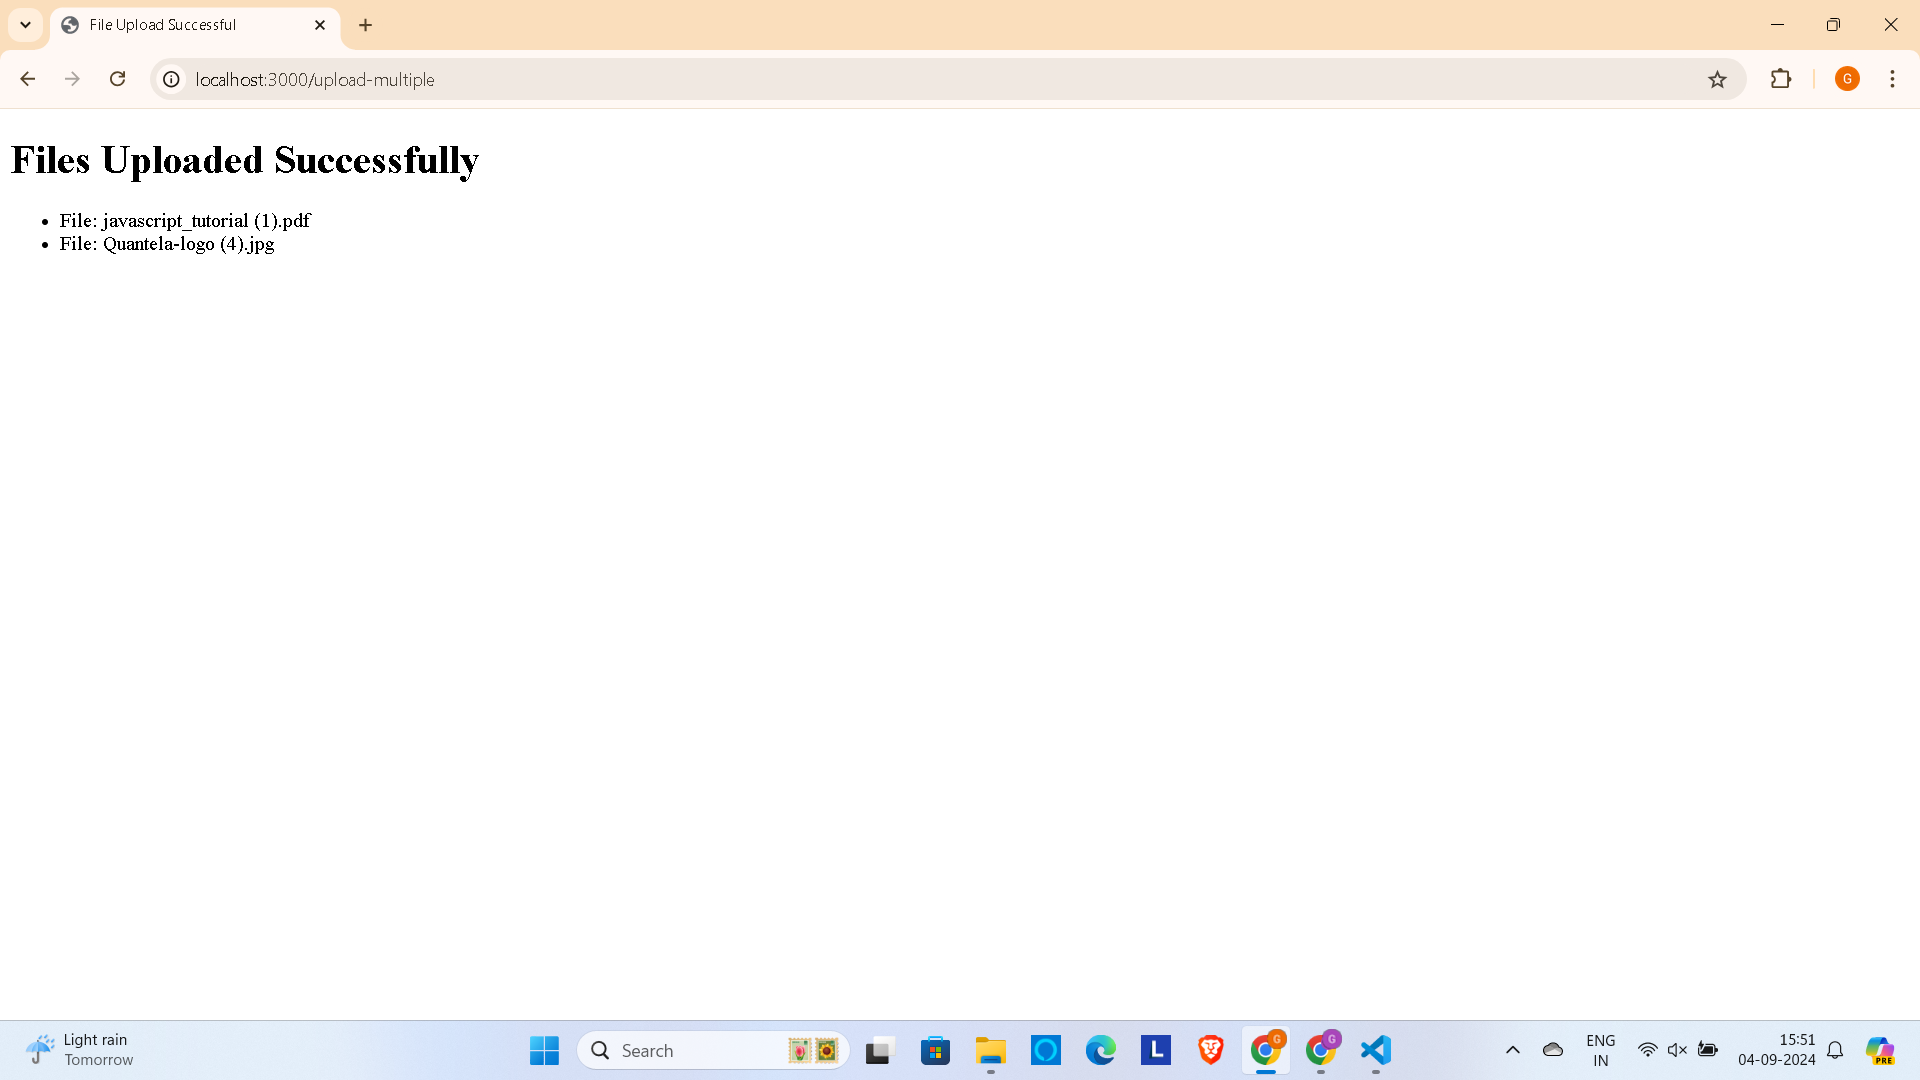 File Upload Successful
localhost:3000/upload-multiple
G
Files Uploaded Successfully
File: javascript_tutorial (1).pdf
File: Quantela-logo (4).jpg
Light rain
Tomorrow
Search
L
G
G
ENG
IN
15:51
04-09-2024
PRE